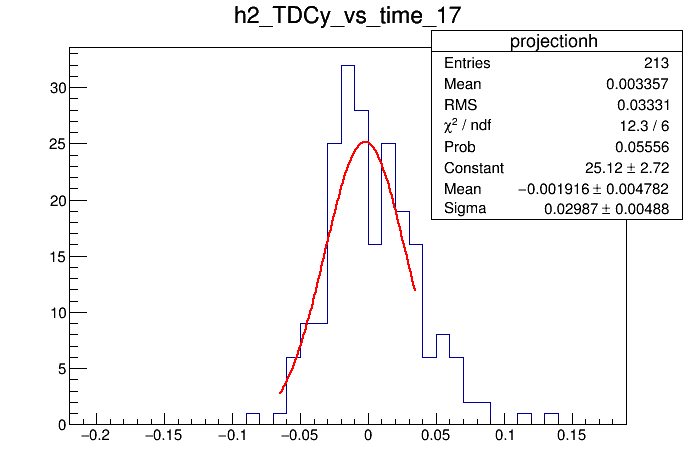 h2_TDCy_vs_time_17
projectionh
Entries 213
Mean 0.003357
RMS 0.03331
χ² / ndf 12.3 / 6
Prob 0.05556
Constant 25.12 ± 2.72
Mean −0.001916 ± 0.004782
Sigma 0.02987 ± 0.00488
30
25
20
15
10
5
0
−0.2 −0.15 −0.1 −0.05 0 0.05 0.1 0.15